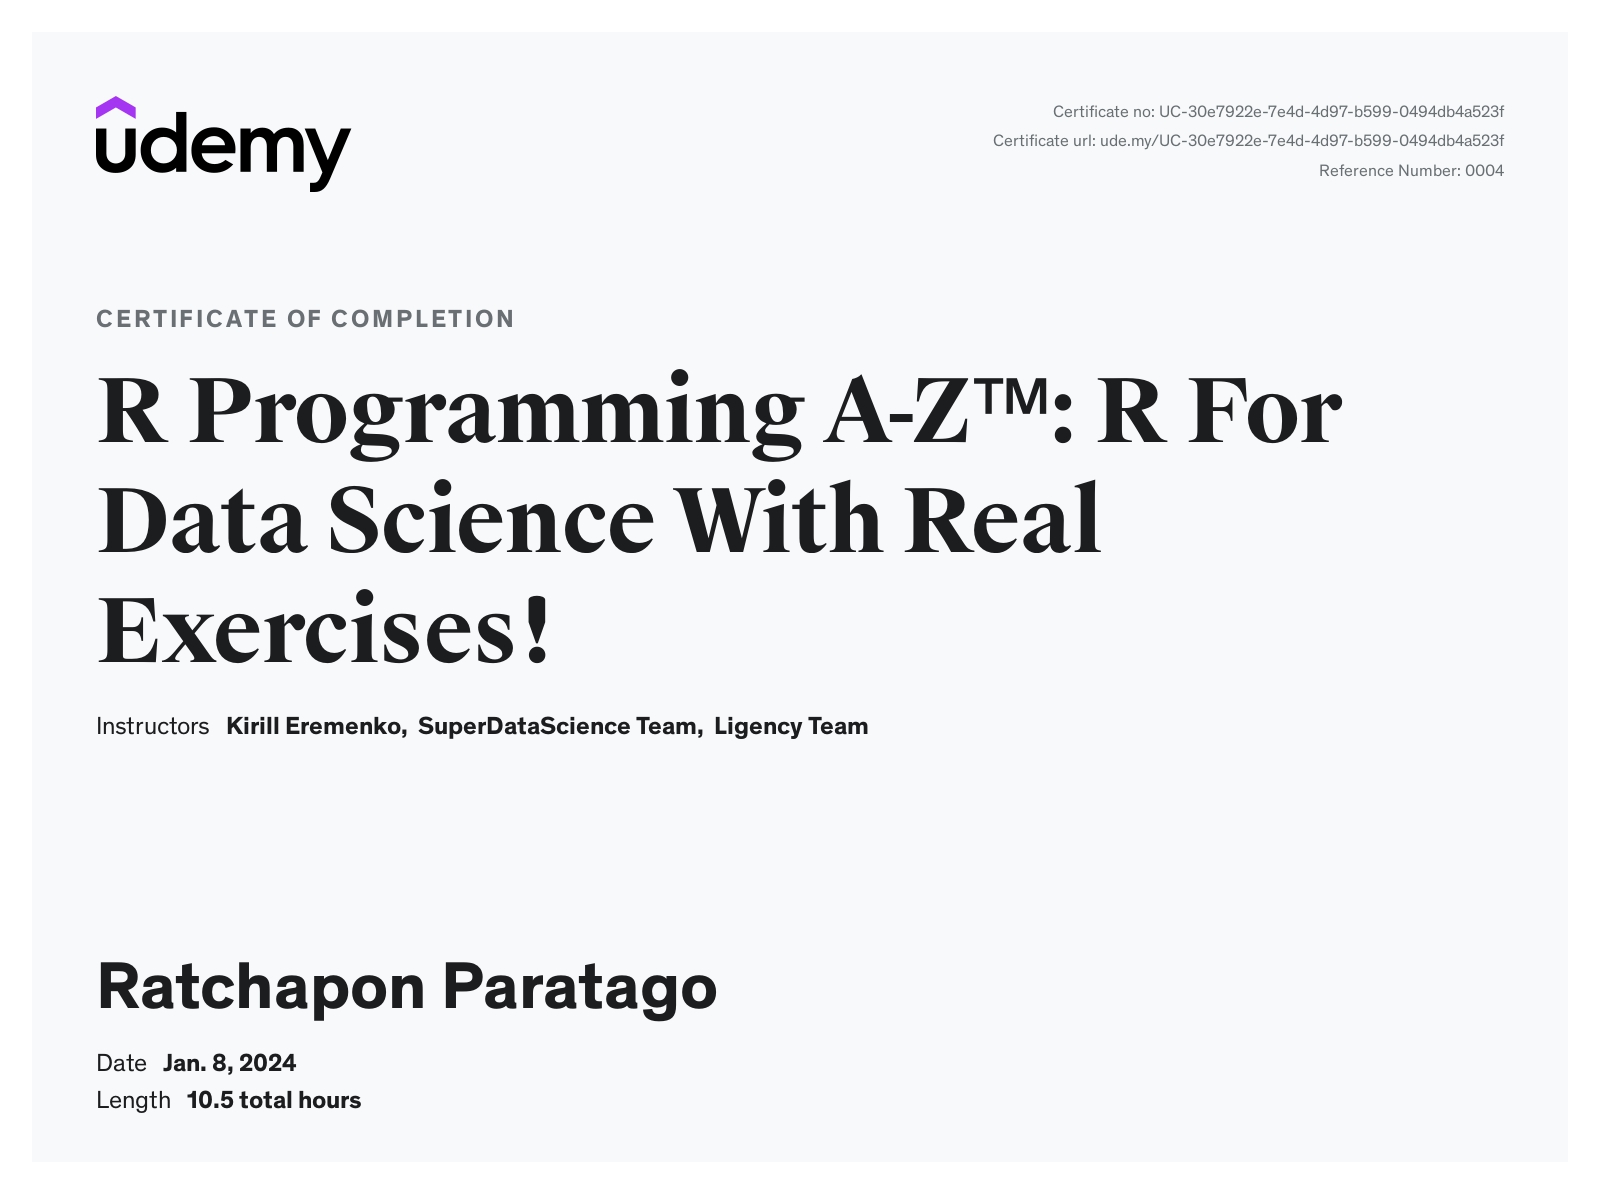 udemy
Certificate no: UC-30e7922e-7e4d-4d97-b599-0494db4a523f
Certificate url: ude.my/UC-30e7922e-7e4d-4d97-b599-0494db4a523f
Reference Number: 0004
CERTIFICATE OF COMPLETION
R Programming A-Z™: R For
Data Science With Real
Exercises!
Instructors Kirill Eremenko, SuperDataScience Team, Ligency Team
Ratchapon Paratago
Date Jan. 8, 2024
Length 10.5 total hours